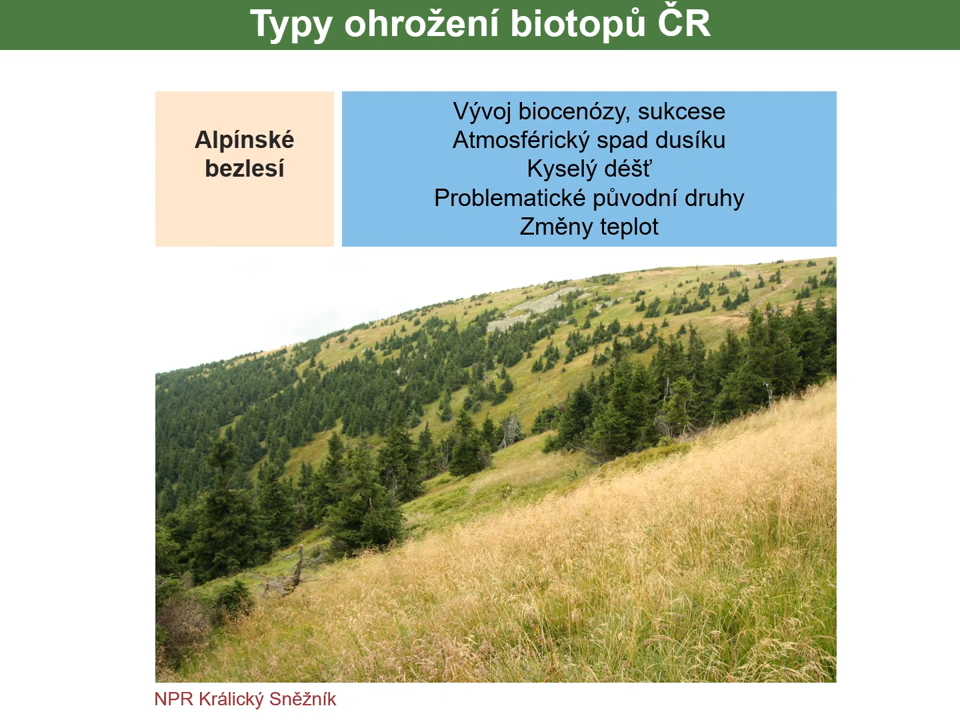 Typy ohrožení biotopů ČR
Alpínské
bezlesí
Vývoj biocenózy, sukcese
Atmosférický spad dusíku
Kyselý déšť
Problematické původní druhy
Změny teplot
NPR Králický Sněžník